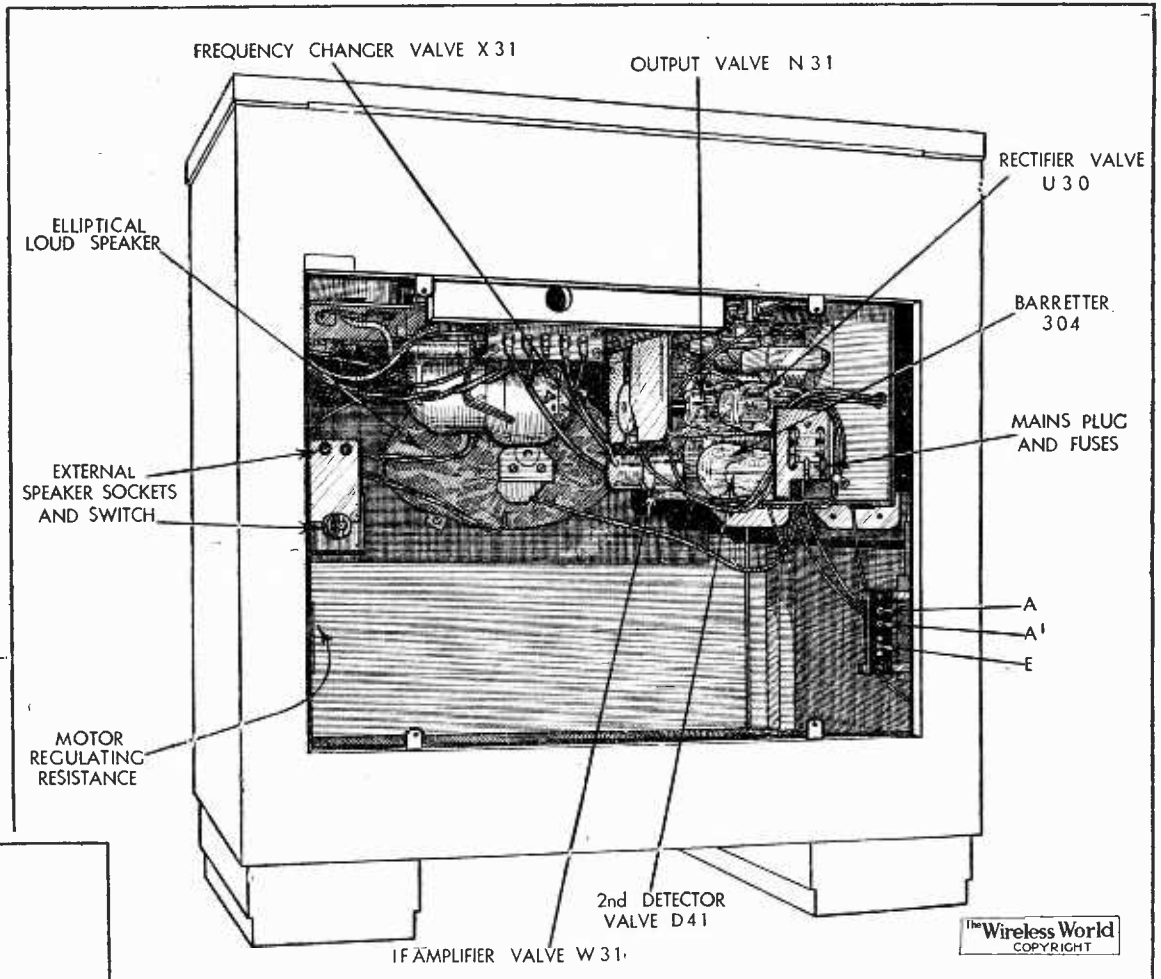 FREQUENCY CHANGER VALVE X31
OUTPUT VALVE N31
RECTIFIER VALVE
U30
ELLIPTICAL
LOUD SPEAKER
BARRETTER
304
MAINS PLUG
AND FUSES
EXTERNAL
SPEAKER SOCKETS
AND SWITCH
A
A'
E
MOTOR
REGULATING
RESISTANCE
2nd DETECTOR
VALVE D41
IF AMPLIFIER VALVE W31
The Wireless World
COPYRIGHT